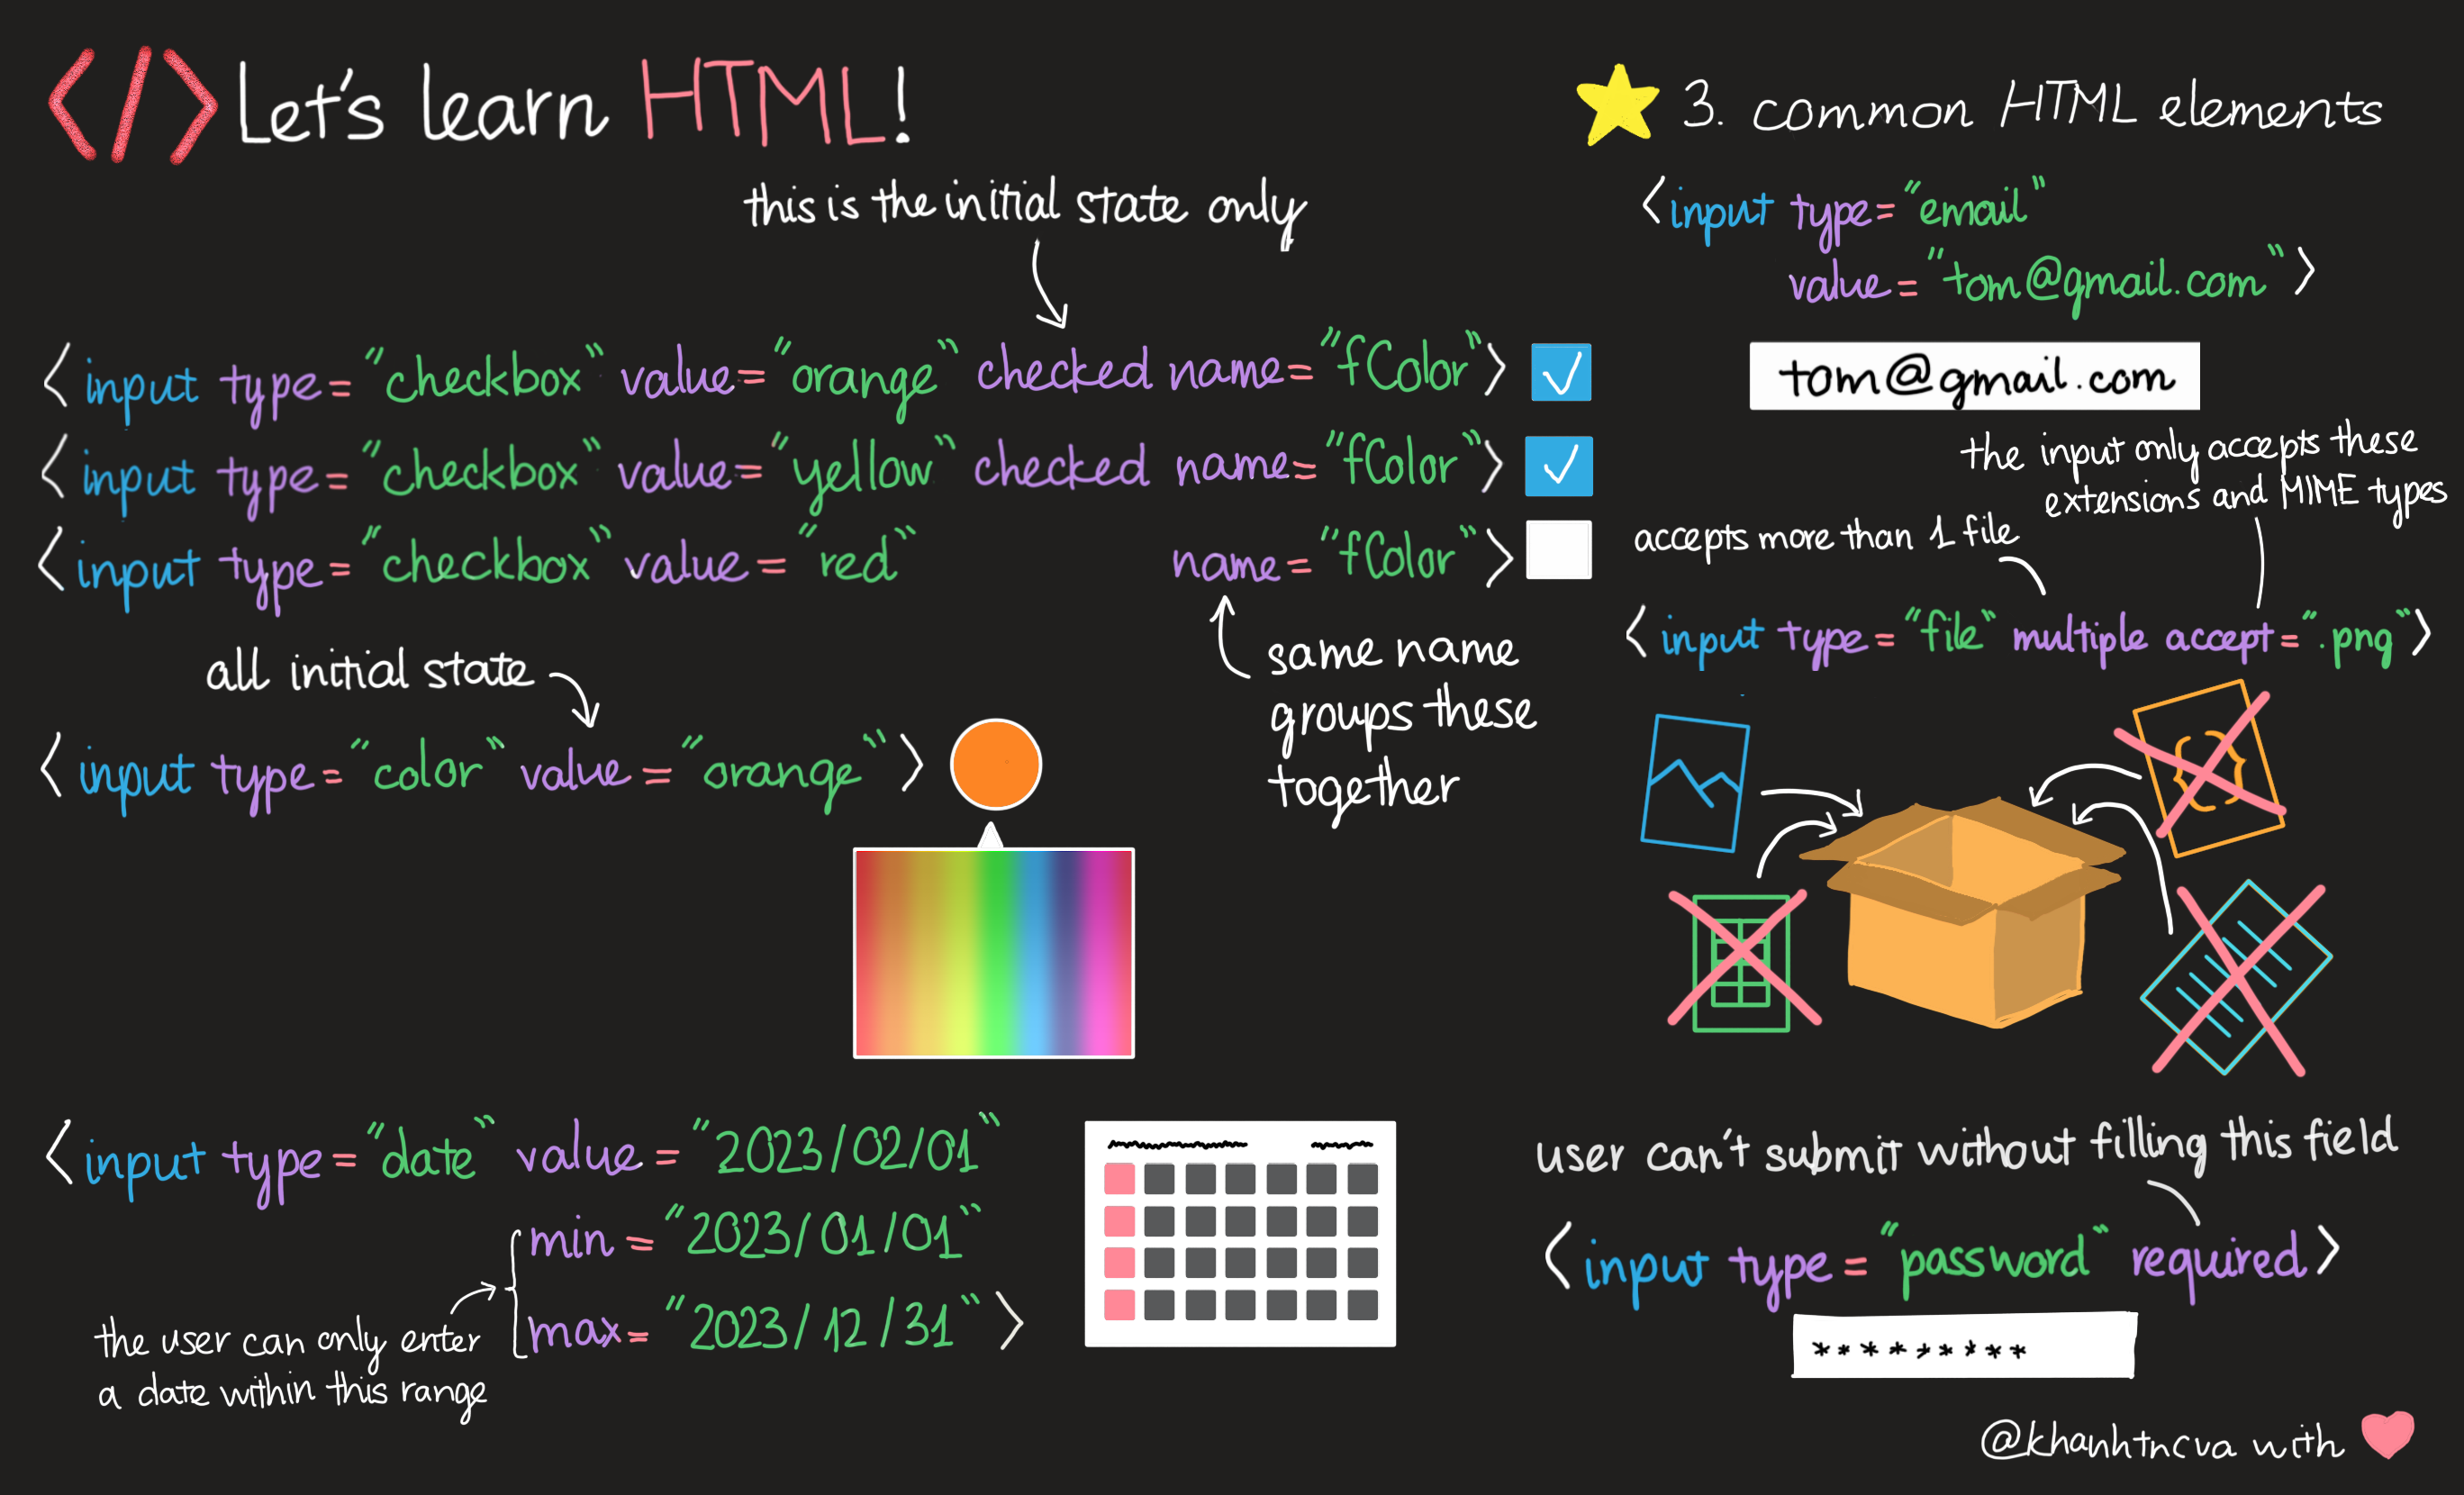 </> Let's learn HTML!
3. common HTML elements
this is the initial state only
<input type="checkbox" value="orange" checked name="fColor">
<input type="checkbox" value="yellow" checked name="fColor">
<input type="checkbox" value="red" name="fColor">
same name
groups these
together
all initial state
<input type="color" value="orange">
<input type="date" value="2023/02/01"
min="2023/01/01"
max="2023/12/31">
the user can only enter
a date within this range
<input type="email"
value="tom@gmail.com">
tom@gmail.com
the input only accepts these
extensions and MIME types
accepts more than 1 file
<input type="file" multiple accept=".png">
{}
user can't submit without filling this field
<input type="password" required>
*********
@khanhtncva with